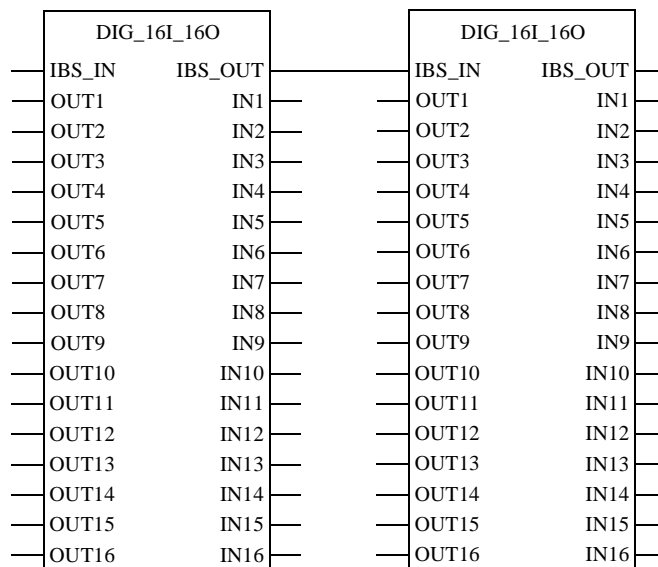 DIG_16I_16O DIG_16I_16O
IBS_IN IBS_OUT IBS_IN IBS_OUT
OUT1 IN1 OUT1 IN1
OUT2 IN2 OUT2 IN2
OUT3 IN3 OUT3 IN3
OUT4 IN4 OUT4 IN4
OUT5 IN5 OUT5 IN5
OUT6 IN6 OUT6 IN6
OUT7 IN7 OUT7 IN7
OUT8 IN8 OUT8 IN8
OUT9 IN9 OUT9 IN9
OUT10 IN10 OUT10 IN10
OUT11 IN11 OUT11 IN11
OUT12 IN12 OUT12 IN12
OUT13 IN13 OUT13 IN13
OUT14 IN14 OUT14 IN14
OUT15 IN15 OUT15 IN15
OUT16 IN16 OUT16 IN16